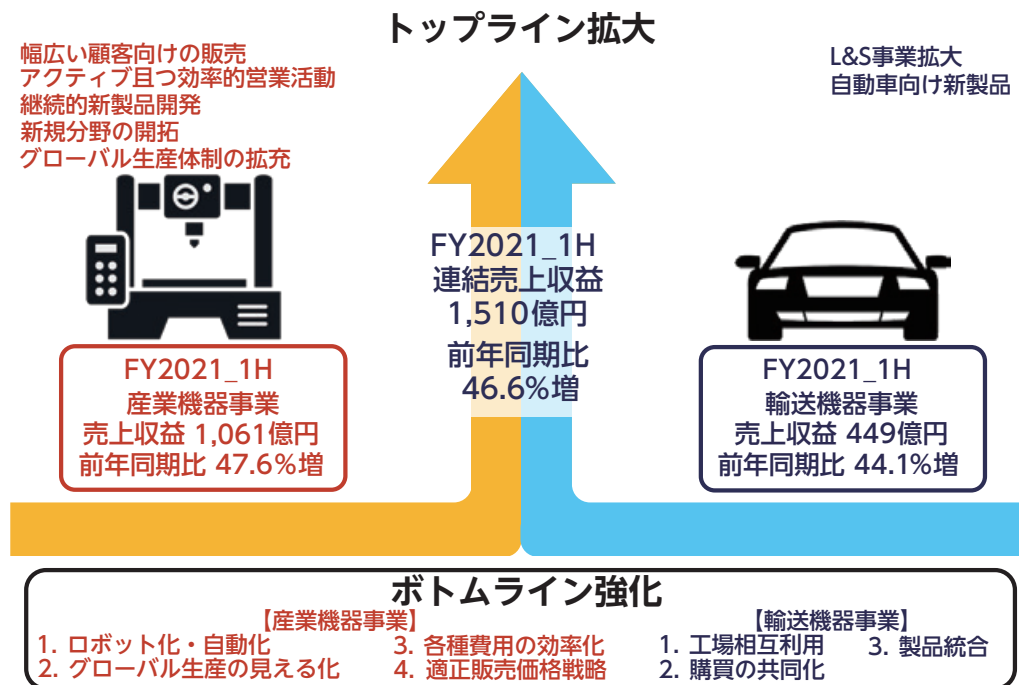 トップライン拡大
幅広い顧客向けの販売
アクティブ且つ効率的営業活動
継続的新製品開発
新規分野の開拓
グローバル生産体制の拡充
L&S事業拡大
自動車向け新製品
FY2021_1H
連結売上収益
1,510億円
前年同期比
46.6%増
FY2021_1H
産業機器事業
売上収益 1,061億円
前年同期比 47.6%増
FY2021_1H
輸送機器事業
売上収益 449億円
前年同期比 44.1%増
ボトムライン強化
【産業機器事業】
1. ロボット化・自動化
2. グローバル生産の見える化
3. 各種費用の効率化
4. 適正販売価格戦略
【輸送機器事業】
1. 工場相互利用
2. 購買の共同化
3. 製品統合